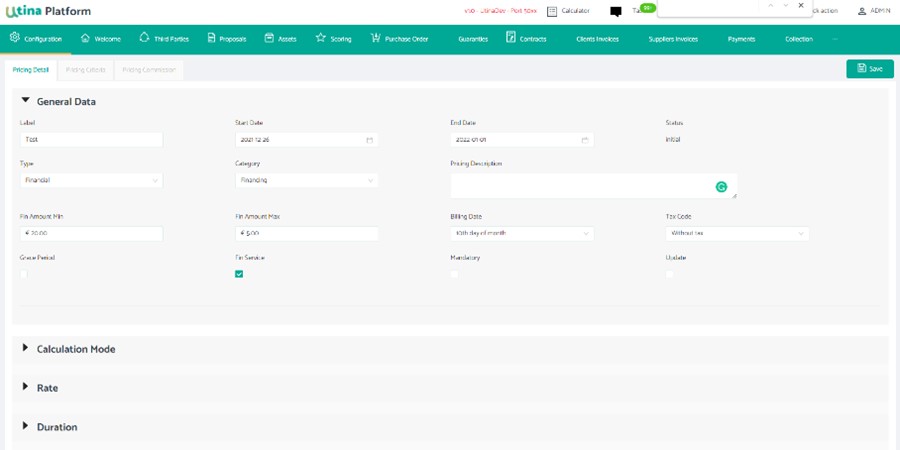 Utina Platform
Calculator
99+
ck action
ADMIN
Configuration
Welcome
Third Parties
Proposals
Assets
Scoring
Purchase Order
Guaranties
Contracts
Clients Invoices
Suppliers Invoices
Payments
Collection
Pricing Detail
Pricing Criteria
Pricing Commission
Save
General Data
Label
Start Date
End Date
Status
Test
2021-12-26
2022-01-01
Initial
Type
Category
Pricing Description
Financial
Financing
Fin Amount Min
Fin Amount Max
Billing Date
Tax Code
€ 20.00
€ 5.00
10th day of month
Without tax
Grace Period
Fin Service
Mandatory
Update
Calculation Mode
Rate
Duration